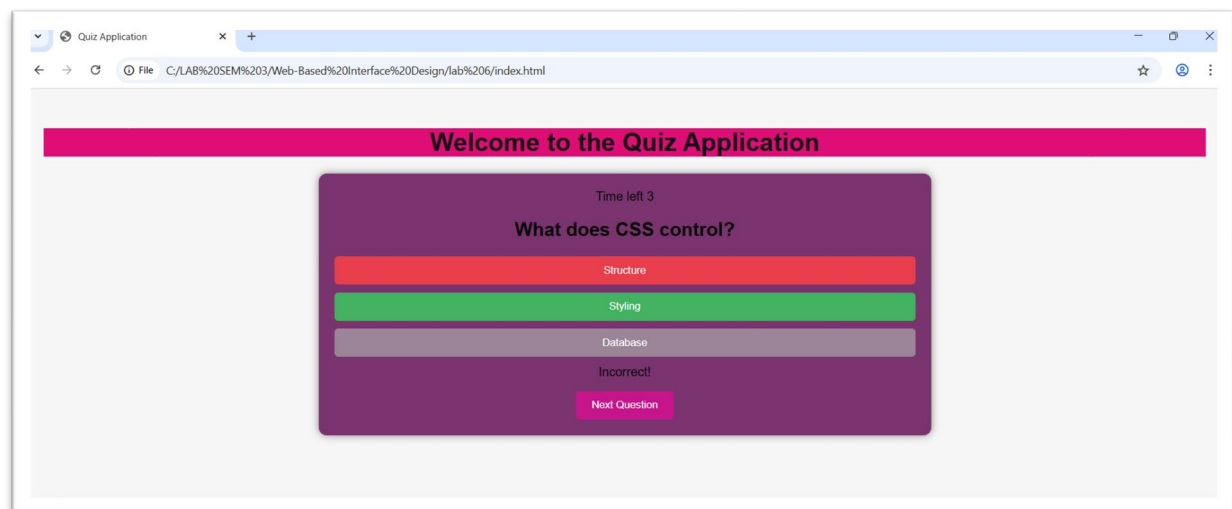 Quiz Application
File C:/LAB%20SEM%203/Web-Based%20Interface%20Design/lab%206/index.html
Welcome to the Quiz Application
Time left 3
What does CSS control?
Structure
Styling
Database
Incorrect!
Next Question